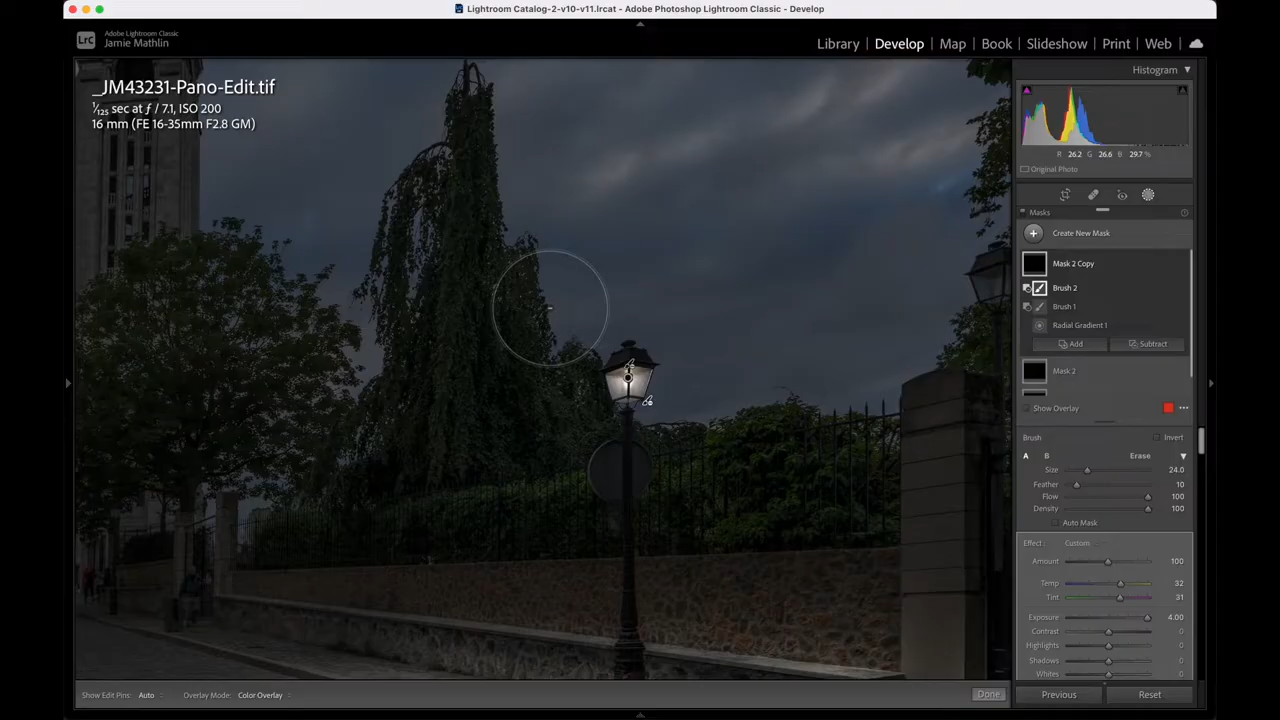 Lightroom Catalog-2-v10-v11.lrcat - Adobe Photoshop Lightroom Classic - Develop
LrC
Adobe Lightroom Classic
Jamie Mathlin
Library | Develop | Map | Book | Slideshow | Print | Web
Histogram
_JM43231-Pano-Edit.tif
1/125 sec at ƒ / 7.1, ISO 200
16 mm (FE 16-35mm F2.8 GM)
R 26.2 G 26.6 B 29.7 %
Original Photo
Masks
Create New Mask
Mask 2 Copy
Brush 2
Brush 1
Radial Gradient 1
Add Subtract
Mask 2
Show Overlay
Brush Invert
A B Erase
Size 24.0
Feather 10
Flow 100
Density 100
Auto Mask
Effect : Custom
Amount 100
Temp 32
Tint 31
Exposure 4.00
Contrast 0
Highlights 0
Shadows 0
Whites 0
Show Edit Pins: Auto Overlay Mode: Color Overlay Done
Previous Reset